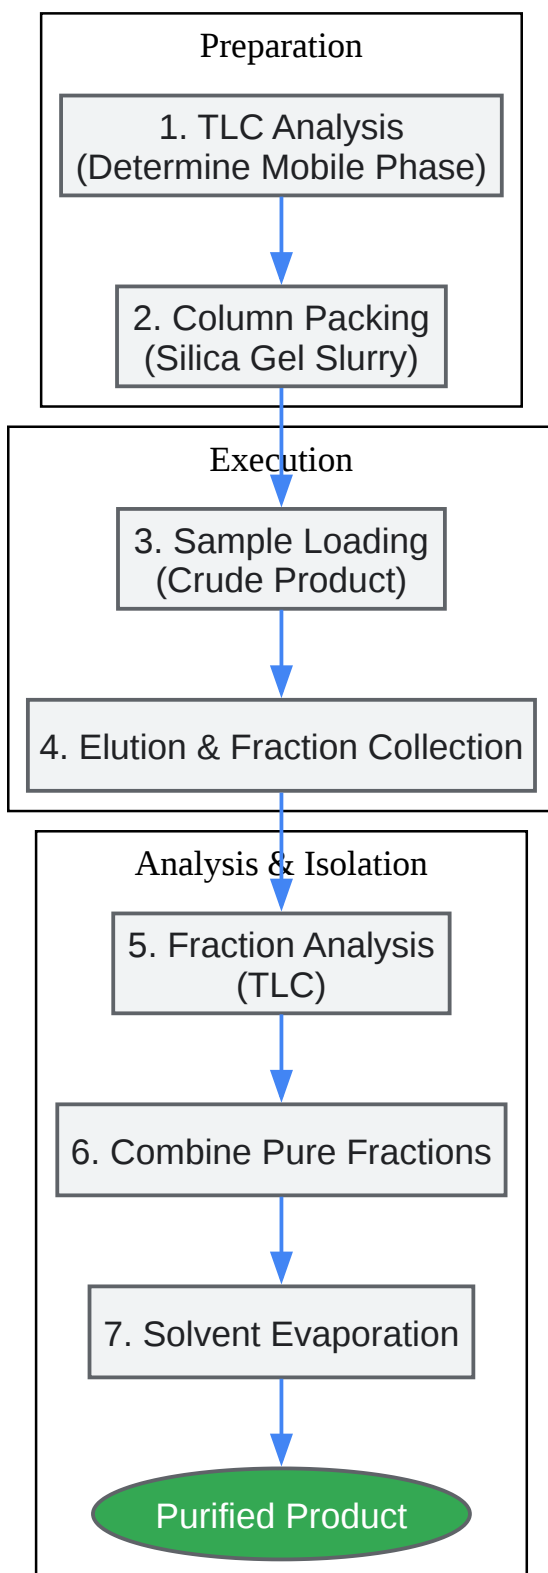 Preparation
1. TLC Analysis
(Determine Mobile Phase)
2. Column Packing
(Silica Gel Slurry)
Execution
3. Sample Loading
(Crude Product)
4. Elution & Fraction Collection
Analysis & Isolation
5. Fraction Analysis
(TLC)
6. Combine Pure Fractions
7. Solvent Evaporation
Purified Product